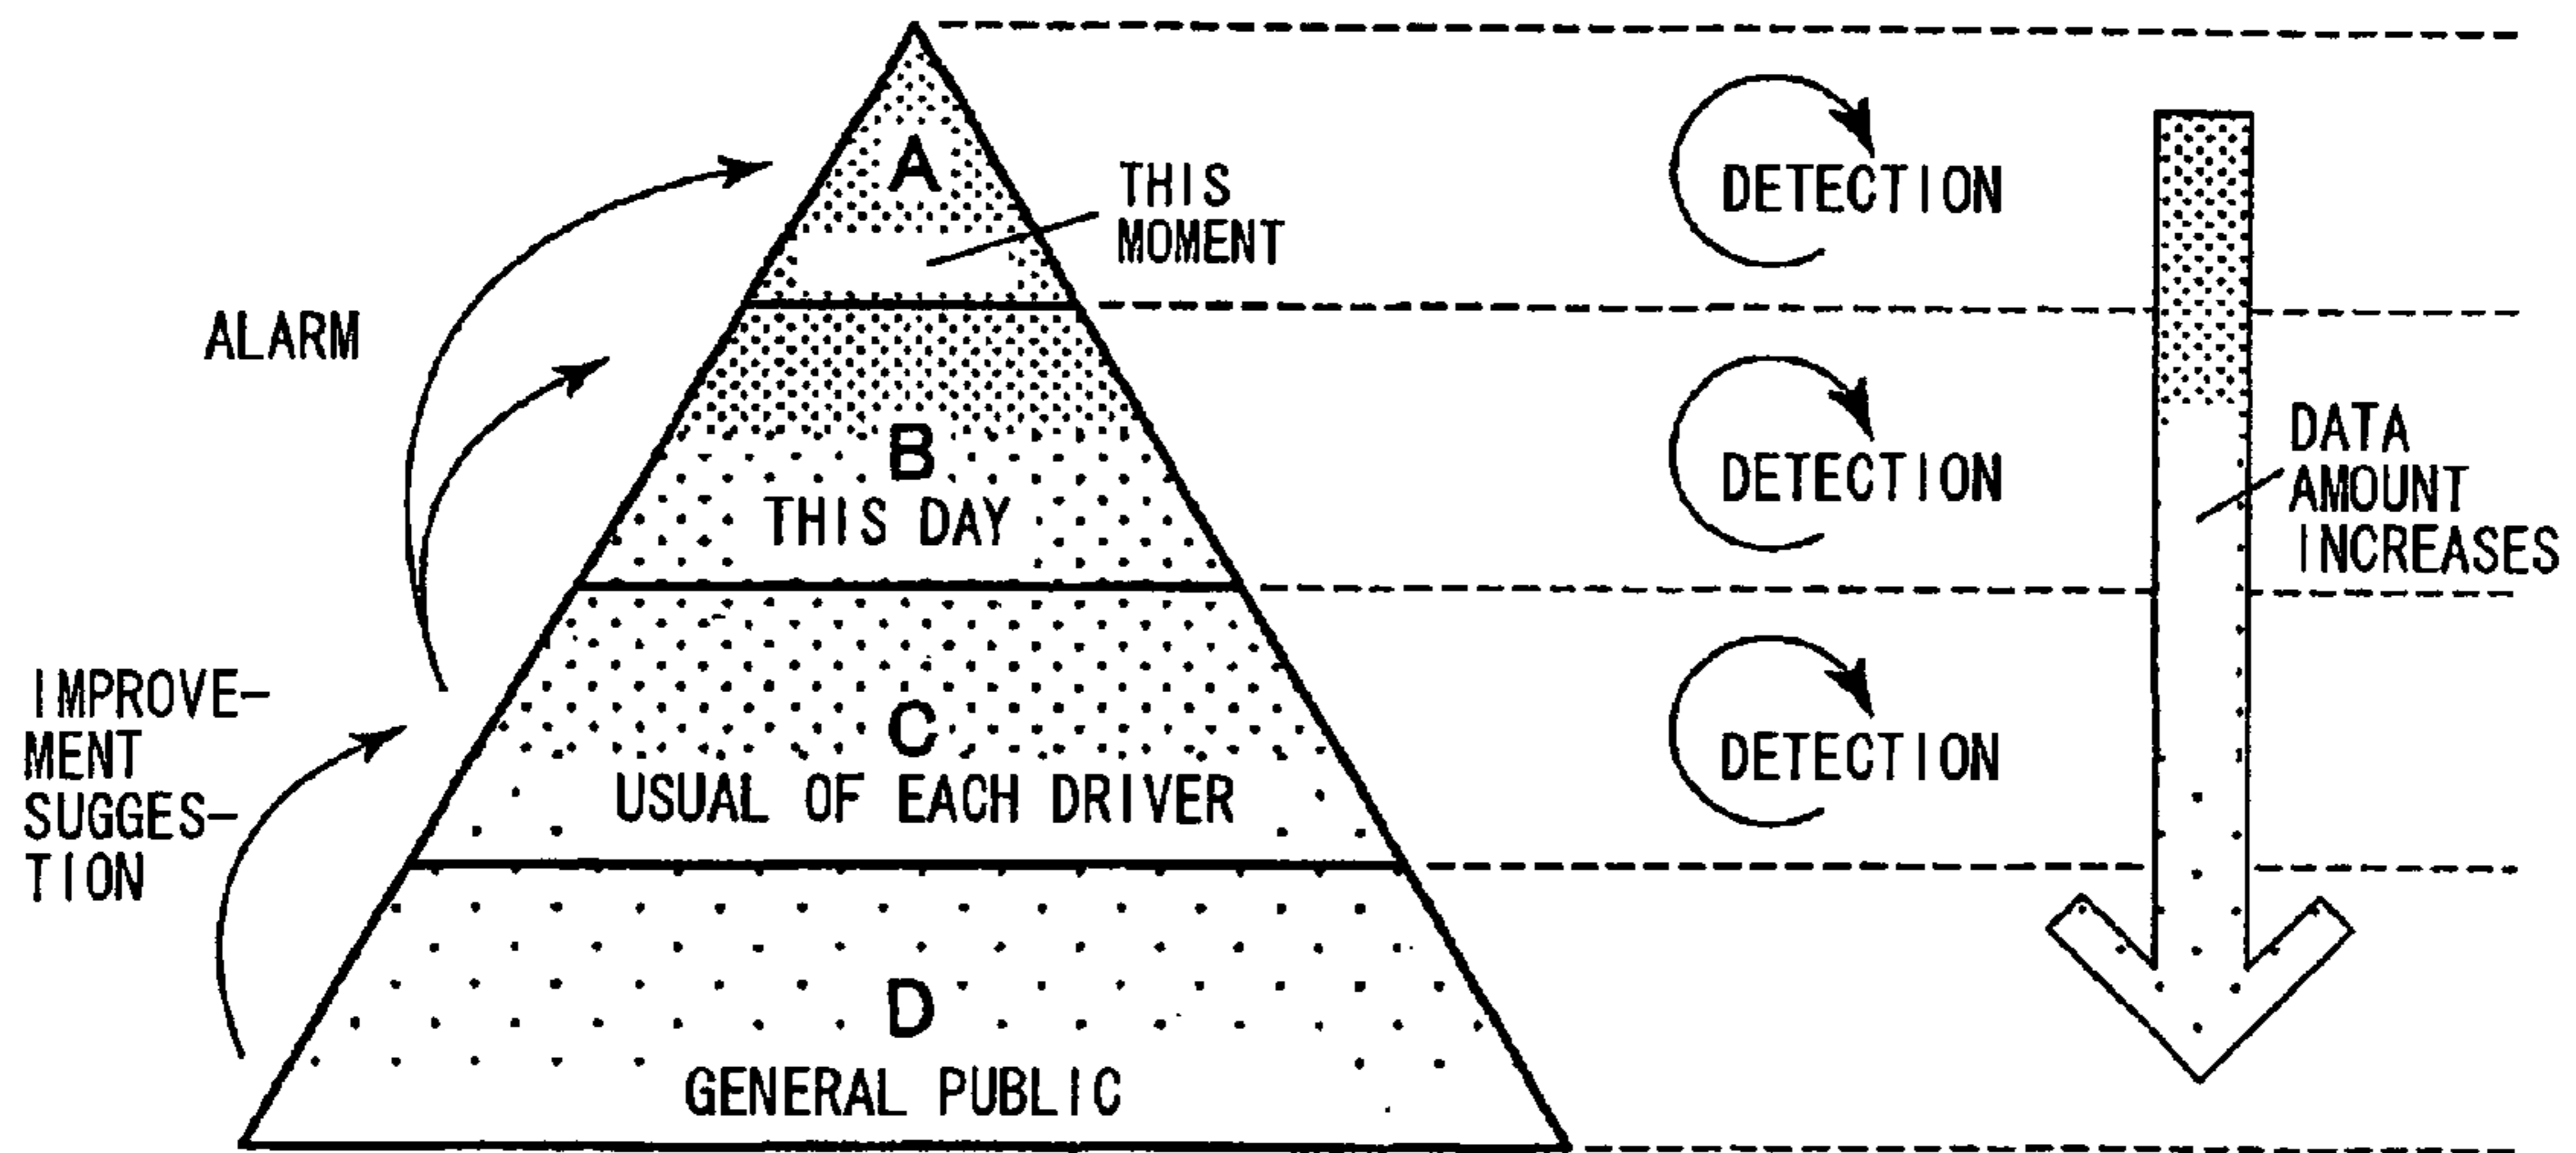 A
THIS
MOMENT
DETECTION
ALARM
B
THIS DAY
DETECTION
DATA
AMOUNT
INCREASES
IMPROVE-
MENT
SUGGES-
TION
C
USUAL OF EACH DRIVER
DETECTION
D
GENERAL PUBLIC